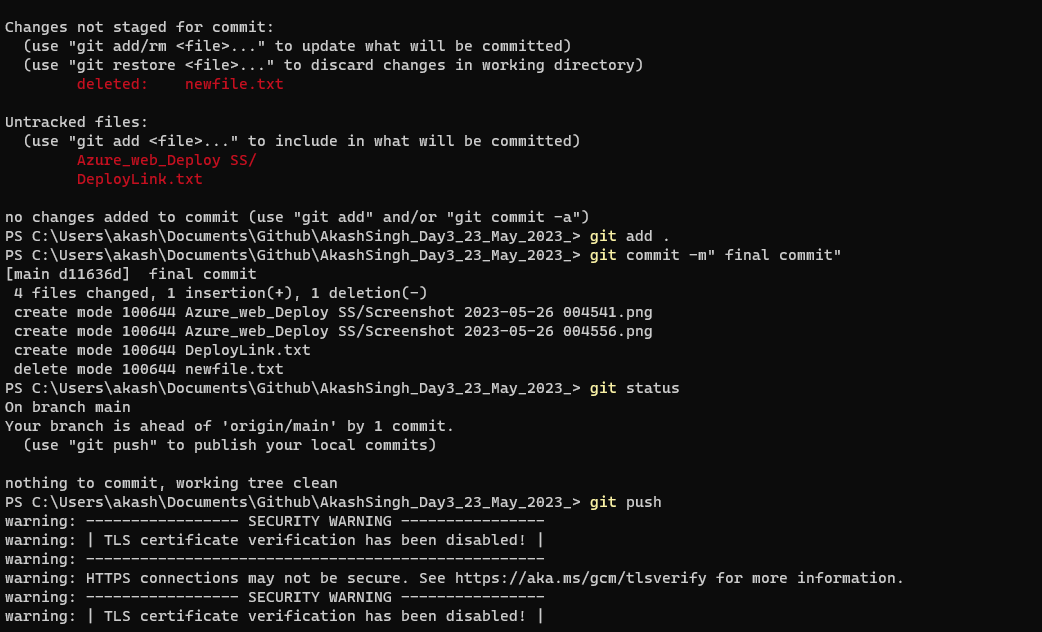 Changes not staged for commit:
  (use "git add/rm <file>..." to update what will be committed)
  (use "git restore <file>..." to discard changes in working directory)
        deleted:    newfile.txt

Untracked files:
  (use "git add <file>..." to include in what will be committed)
        Azure_web_Deploy SS/
        DeployLink.txt

no changes added to commit (use "git add" and/or "git commit -a")
PS C:\Users\akash\Documents\Github\AkashSingh_Day3_23_May_2023_> git add .
PS C:\Users\akash\Documents\Github\AkashSingh_Day3_23_May_2023_> git commit -m" final commit"
[main d11636d]  final commit
 4 files changed, 1 insertion(+), 1 deletion(-)
 create mode 100644 Azure_web_Deploy SS/Screenshot 2023-05-26 004541.png
 create mode 100644 Azure_web_Deploy SS/Screenshot 2023-05-26 004556.png
 create mode 100644 DeployLink.txt
 delete mode 100644 newfile.txt
PS C:\Users\akash\Documents\Github\AkashSingh_Day3_23_May_2023_> git status
On branch main
Your branch is ahead of 'origin/main' by 1 commit.
  (use "git push" to publish your local commits)

nothing to commit, working tree clean
PS C:\Users\akash\Documents\Github\AkashSingh_Day3_23_May_2023_> git push
warning: ----------------- SECURITY WARNING ----------------
warning: | TLS certificate verification has been disabled! |
warning: ---------------------------------------------------
warning: HTTPS connections may not be secure. See https://aka.ms/gcm/tlsverify for more information.
warning: ----------------- SECURITY WARNING ----------------
warning: | TLS certificate verification has been disabled! |